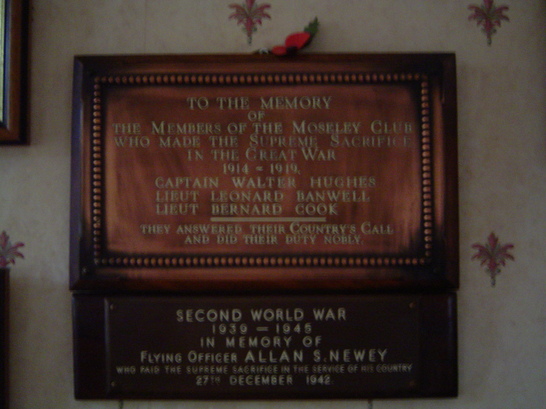 TO THE MEMORY
OF
THE MEMBERS OF THE MOSELEY CLUB
WHO MADE THE SUPREME SACRIFICE
IN THE GREAT WAR
1914 = 1919.
CAPTAIN WALTER HUGHES
LIEUT LEONARD BANWELL
LIEUT BERNARD COOK
THEY ANSWERED THEIR COUNTRY'S CALL
AND DID THEIR DUTY NOBLY.
SECOND WORLD WAR
1939 — 1945
IN MEMORY OF
FLYING OFFICER ALLAN S. NEWEY
WHO PAID THE SUPREME SACRIFICE IN THE SERVICE OF HIS COUNTRY
27TH DECEMBER 1942